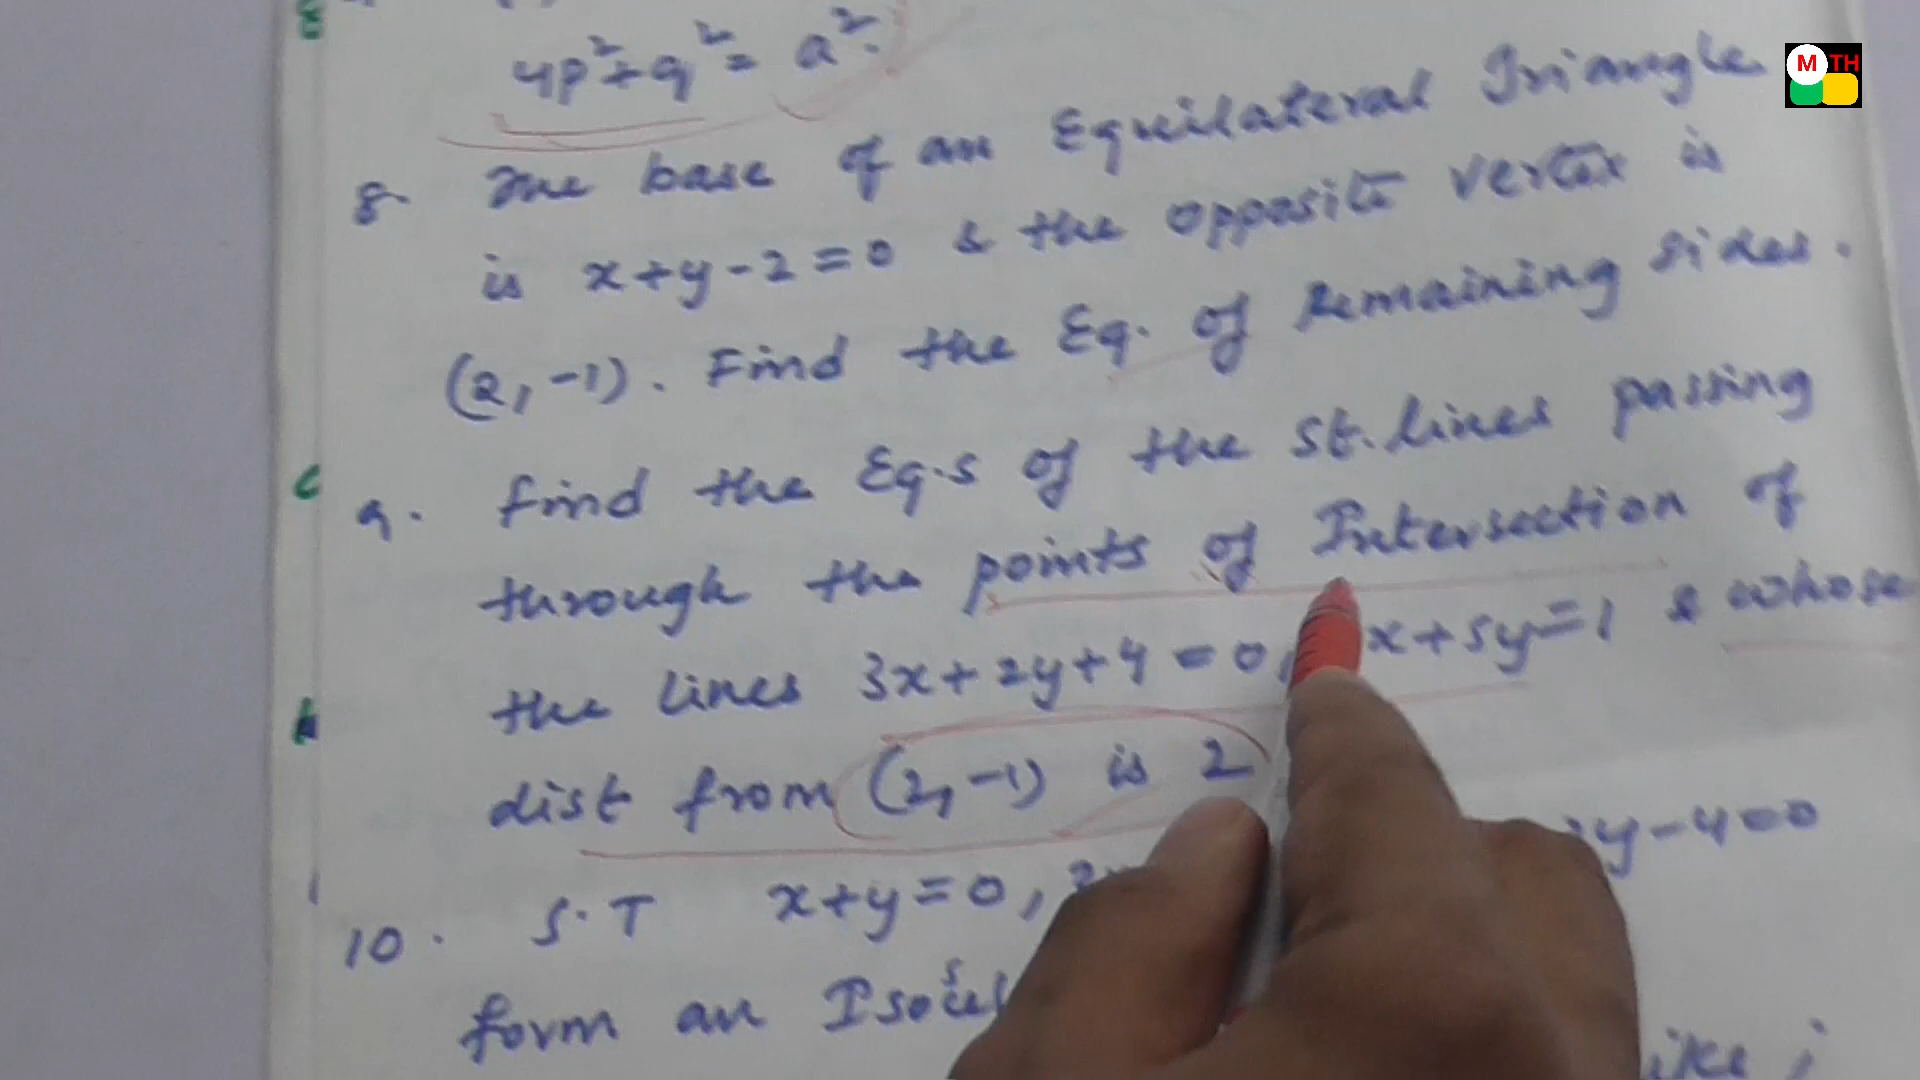 4p²+q² = a².
8. The base of an Equilateral Triangle
is x+y-2=0 & the opposite vertex is
(2,-1). Find the Eq. of remaining sides.
9. Find the Eq.s of the st. lines passing
through the points of Intersection of
the lines 3x+2y+4=0, x+5y=1 & whose
dist from (2,-1) is 2
10. S.T x+y=0, y-4=0
form an Isosceles
M TH